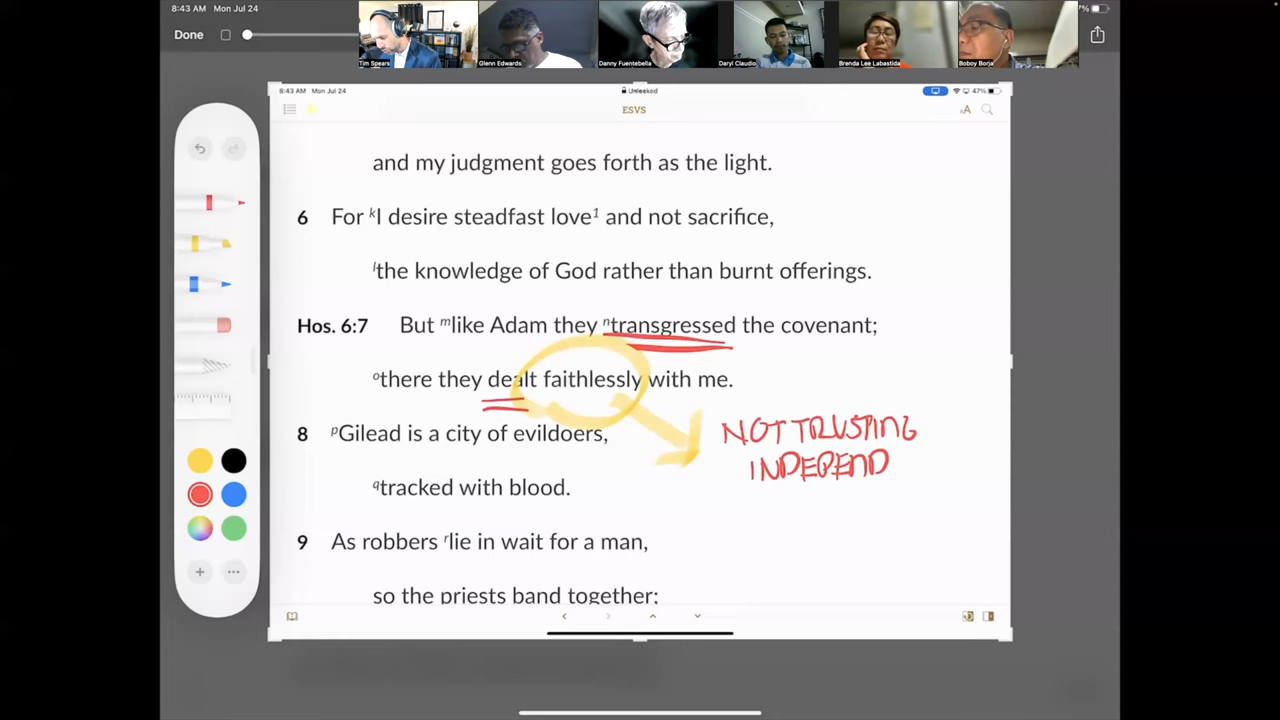 8:43 AM Mon Jul 24
7%
Done
Tim Spears
Glenn Edwards
Danny Fuentebella
Daryl Claudio
Brenda Lee Labastida
Boboy Borja
8:43 AM Mon Jul 24
Unleeked
47%
ESVS
AA
and my judgment goes forth as the light.
6 For kI desire steadfast love1 and not sacrifice,
lthe knowledge of God rather than burnt offerings.
Hos. 6:7 But mlike Adam they ntransgressed the covenant;
othere they dealt faithlessly with me.
8 pGilead is a city of evildoers,
NOT TRUSTING
INDEPEND
qtracked with blood.
9 As robbers rlie in wait for a man,
so the priests band together;